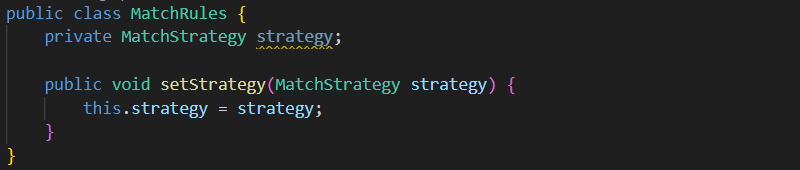 public class MatchRules {
    private MatchStrategy strategy;

    public void setStrategy(MatchStrategy strategy) {
        this.strategy = strategy;
    }
}